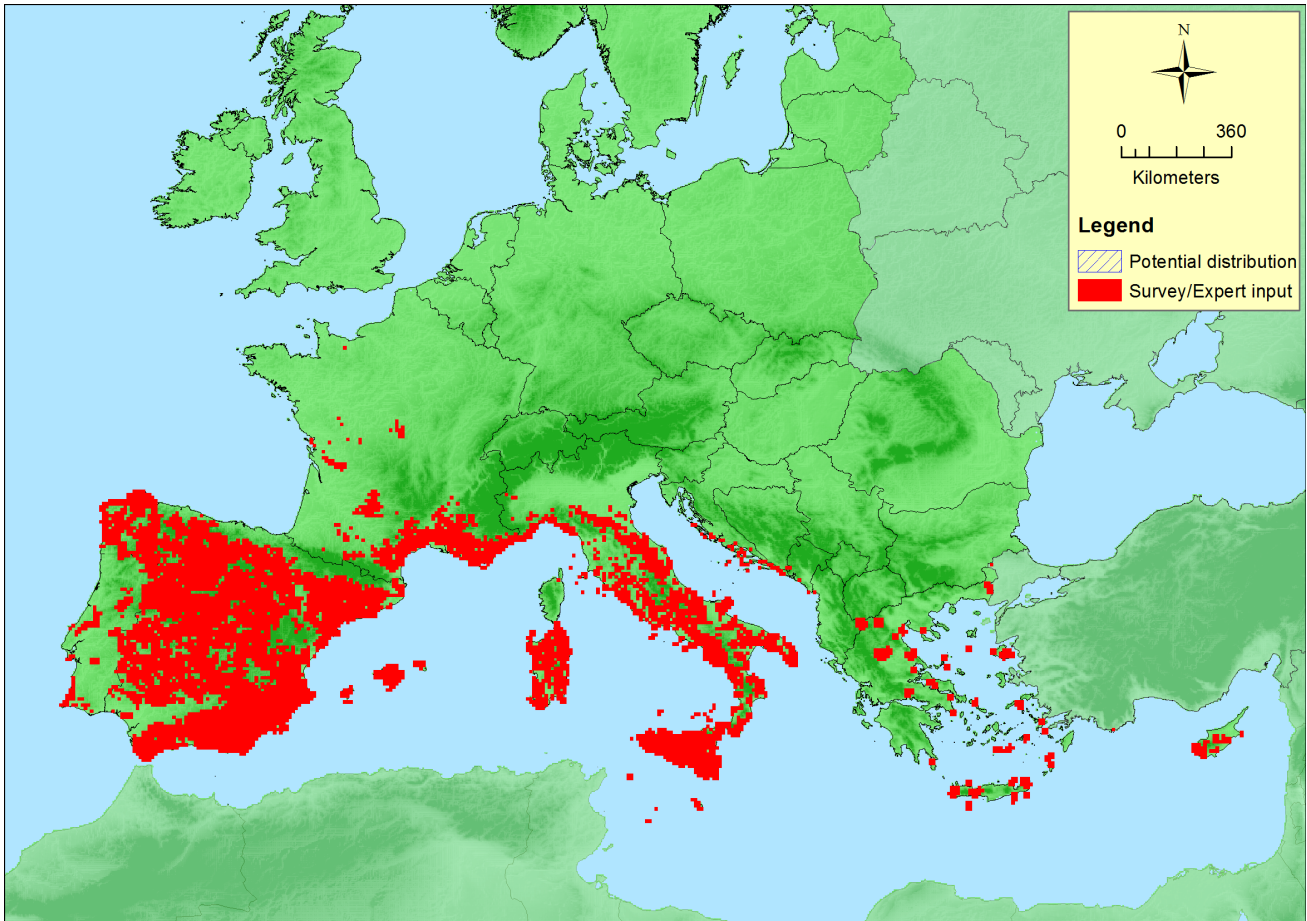 N
0 360
Kilometers
Legend
Potential distribution
Survey/Expert input